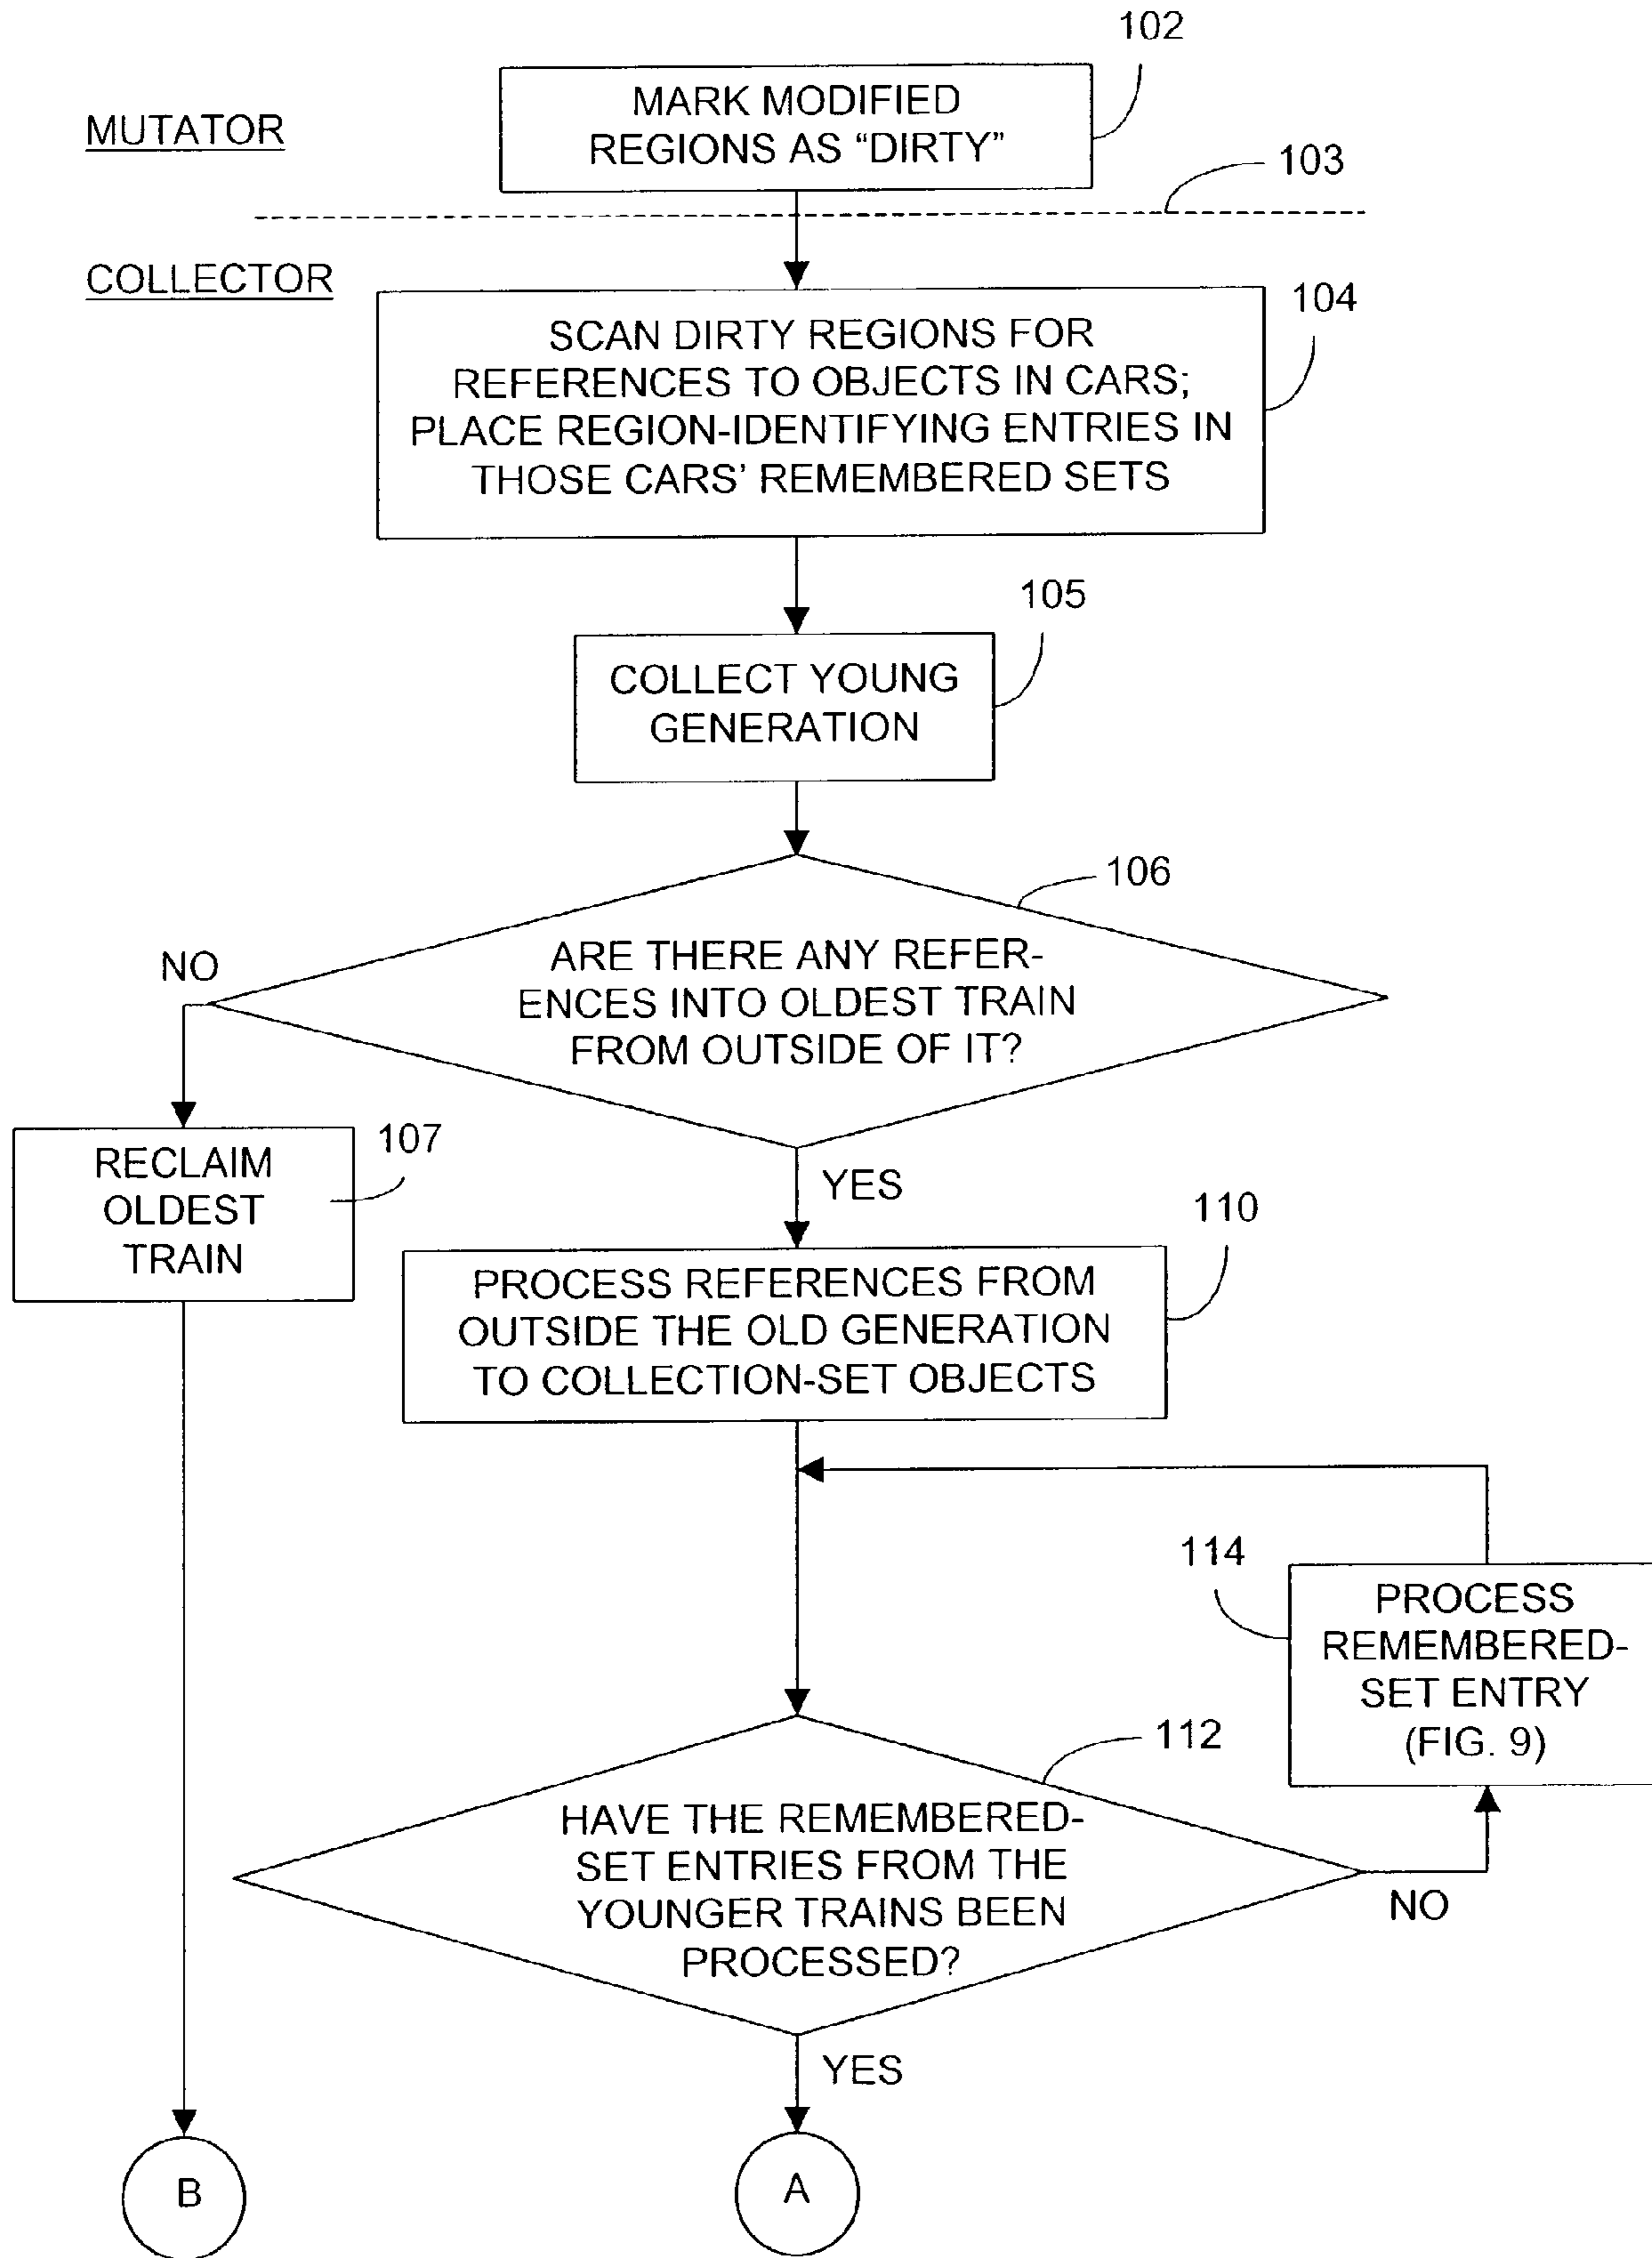 102
MUTATOR
MARK MODIFIED
REGIONS AS “DIRTY”
103
COLLECTOR
104
SCAN DIRTY REGIONS FOR
REFERENCES TO OBJECTS IN CARS;
PLACE REGION-IDENTIFYING ENTRIES IN
THOSE CARS’ REMEMBERED SETS
105
COLLECT YOUNG
GENERATION
106
ARE THERE ANY REFER-
ENCES INTO OLDEST TRAIN
FROM OUTSIDE OF IT?
NO
107
RECLAIM
OLDEST
TRAIN
YES
110
PROCESS REFERENCES FROM
OUTSIDE THE OLD GENERATION
TO COLLECTION-SET OBJECTS
114
PROCESS
REMEMBERED-
SET ENTRY
(FIG. 9)
112
HAVE THE REMEMBERED-
SET ENTRIES FROM THE
YOUNGER TRAINS BEEN
PROCESSED?
NO
YES
B
A